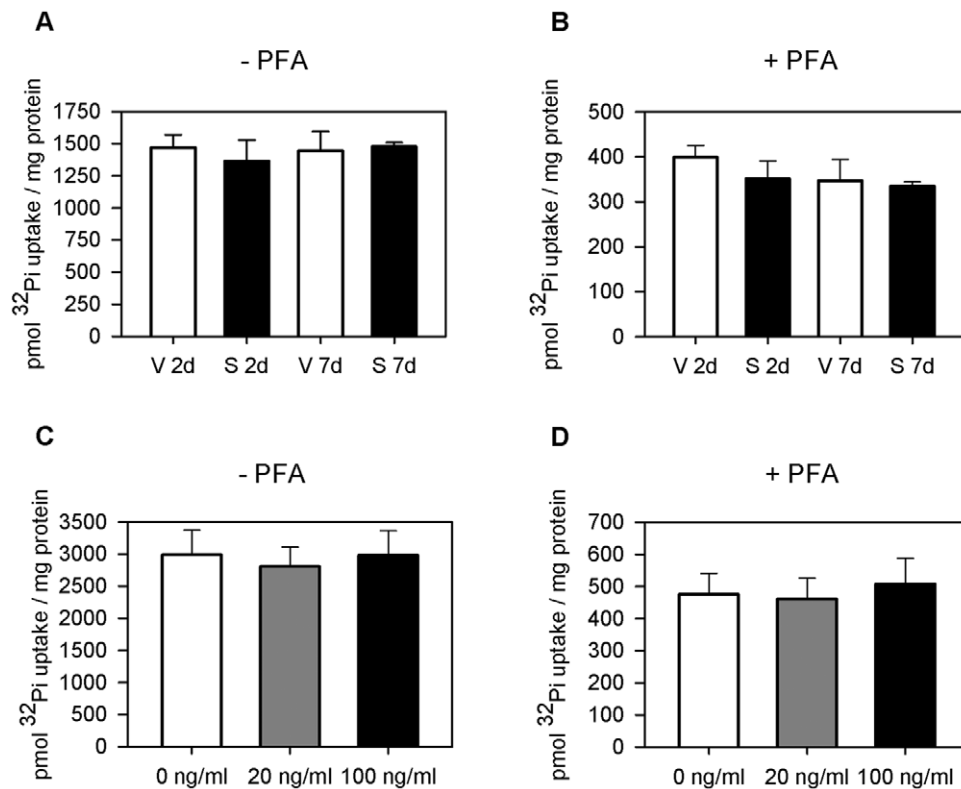 A
- PFA
pmol ³²Pi uptake / mg protein
1750
1500
1250
1000
750
500
250
0
V 2d S 2d V 7d S 7d
B
+ PFA
pmol ³²Pi uptake / mg protein
500
400
300
200
100
0
V 2d S 2d V 7d S 7d
C
- PFA
pmol ³²Pi uptake / mg protein
3500
3000
2500
2000
1500
1000
500
0
0 ng/ml 20 ng/ml 100 ng/ml
D
+ PFA
pmol ³²Pi uptake / mg protein
700
600
500
400
300
200
100
0
0 ng/ml 20 ng/ml 100 ng/ml